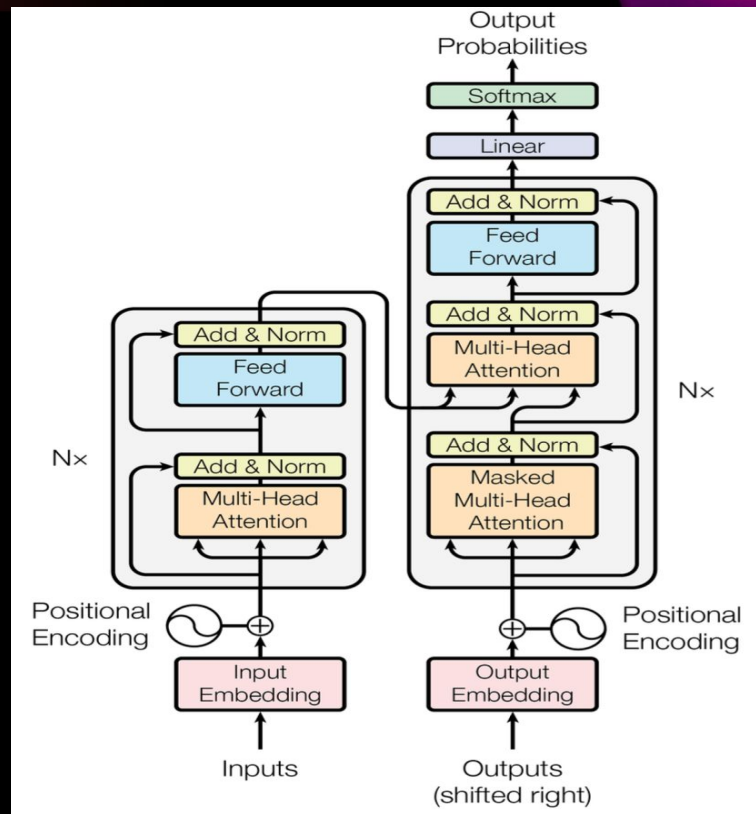 Output
Probabilities
Softmax
Linear
Add & Norm
Feed
Forward
Add & Norm
Multi-Head
Attention
Add & Norm
Masked
Multi-Head
Attention
Nx
Add & Norm
Feed
Forward
Add & Norm
Multi-Head
Attention
Nx
Positional
Encoding
Positional
Encoding
Input
Embedding
Output
Embedding
Inputs
Outputs
(shifted right)